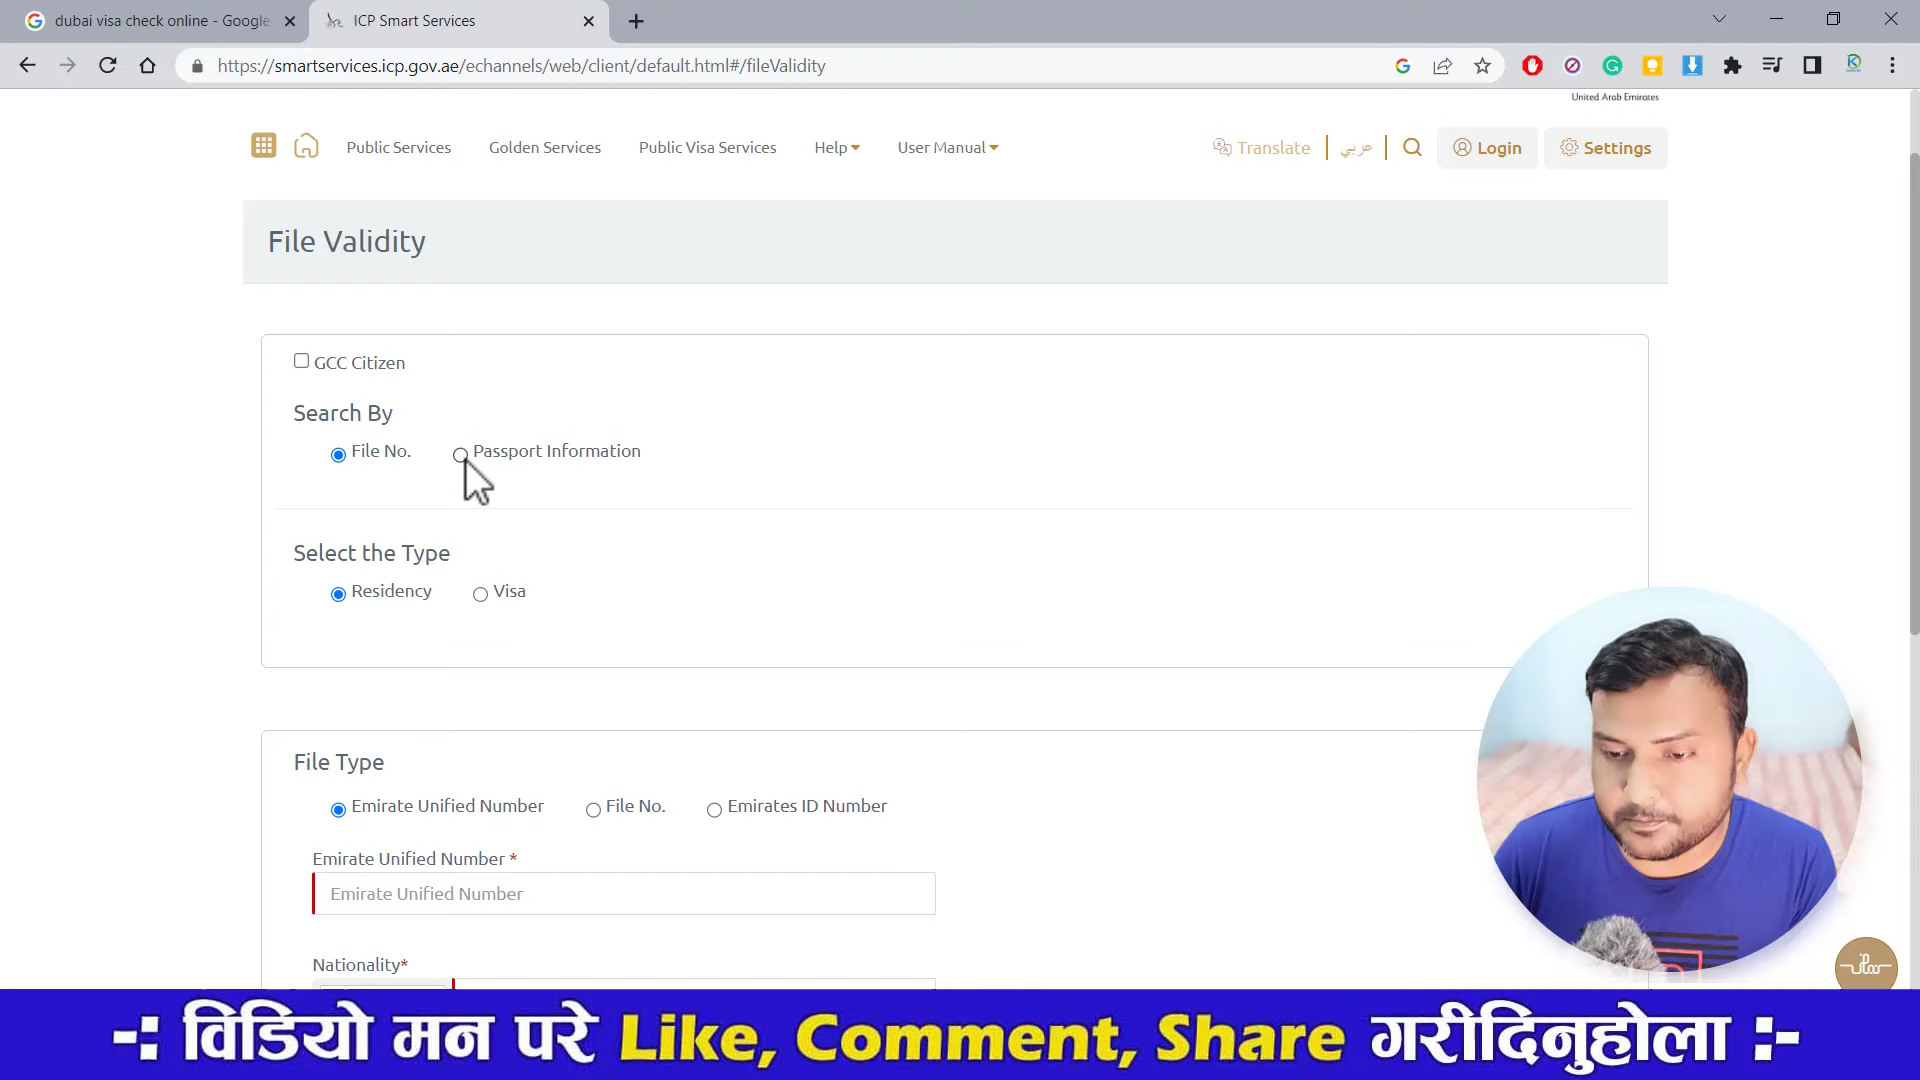 dubai visa check online - Google
ICP Smart Services
https://smartservices.icp.gov.ae/echannels/web/client/default.html#/fileValidity
United Arab Emirates
Public Services
Golden Services
Public Visa Services
Help
User Manual
Translate
عربي
Login
Settings
File Validity
GCC Citizen
Search By
File No.
Passport Information
Select the Type
Residency
Visa
File Type
Emirate Unified Number
File No.
Emirates ID Number
Emirate Unified Number *
Emirate Unified Number
Nationality*
-: विडियो मन परे Like, Comment, Share गरीदिनुहोला :-